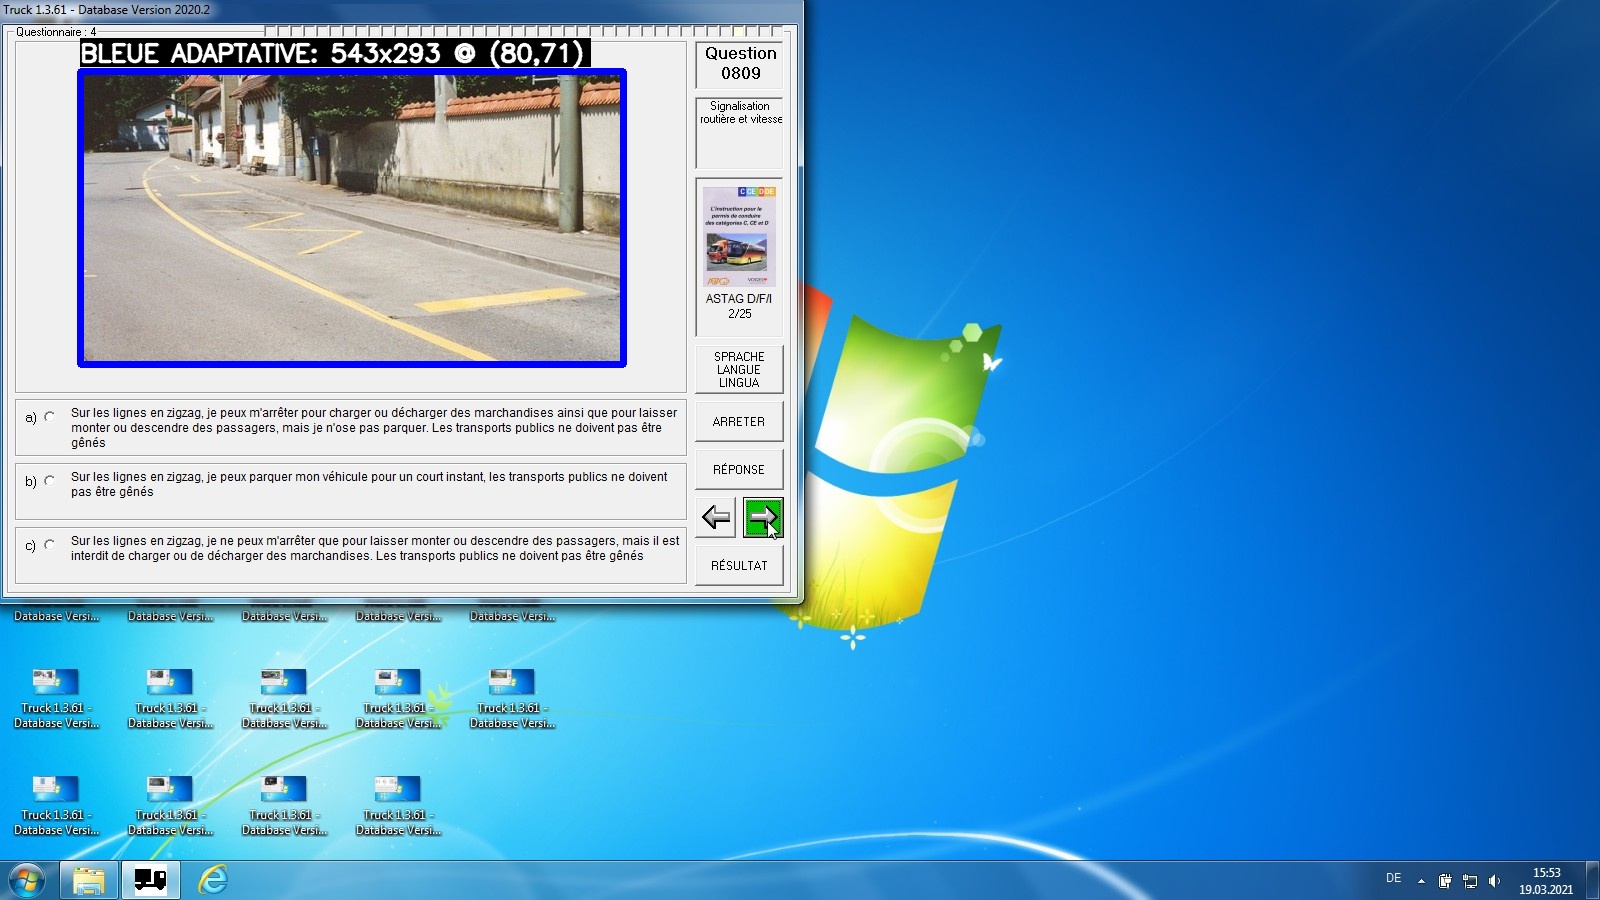 Truck 1.3.61 - Database Version 2020.2
Questionnaire : 4
BLEUE ADAPTATIVE: 543x293 @ (80,71)
Question
0809
Signalisation
routière et vitesse
C CE D DE
L'instruction pour le
permis de conduire
des catégories C, CE et D
ASTAG D/F/I
2/25
SPRACHE
LANGUE
LINGUA
ARRETER
RÉPONSE
RÉSULTAT
a) Sur les lignes en zigzag, je peux m'arrêter pour charger ou décharger des marchandises ainsi que pour laisser
monter ou descendre des passagers, mais je n'ose pas parquer. Les transports publics ne doivent pas être
gênés
b) Sur les lignes en zigzag, je peux parquer mon véhicule pour un court instant, les transports publics ne doivent
pas être gênés
c) Sur les lignes en zigzag, je ne peux m'arrêter que pour laisser monter ou descendre des passagers, mais il est
interdit de charger ou de décharger des marchandises. Les transports publics ne doivent pas être gênés
Database Versi... Database Versi... Database Versi... Database Versi... Database Versi...
Truck 1.3.61 - Truck 1.3.61 - Truck 1.3.61 - Truck 1.3.61 - Truck 1.3.61 -
Database Versi... Database Versi... Database Versi... Database Versi... Database Versi...
Truck 1.3.61 - Truck 1.3.61 - Truck 1.3.61 - Truck 1.3.61 -
Database Versi... Database Versi... Database Versi... Database Versi...
DE
15:53
19.03.2021